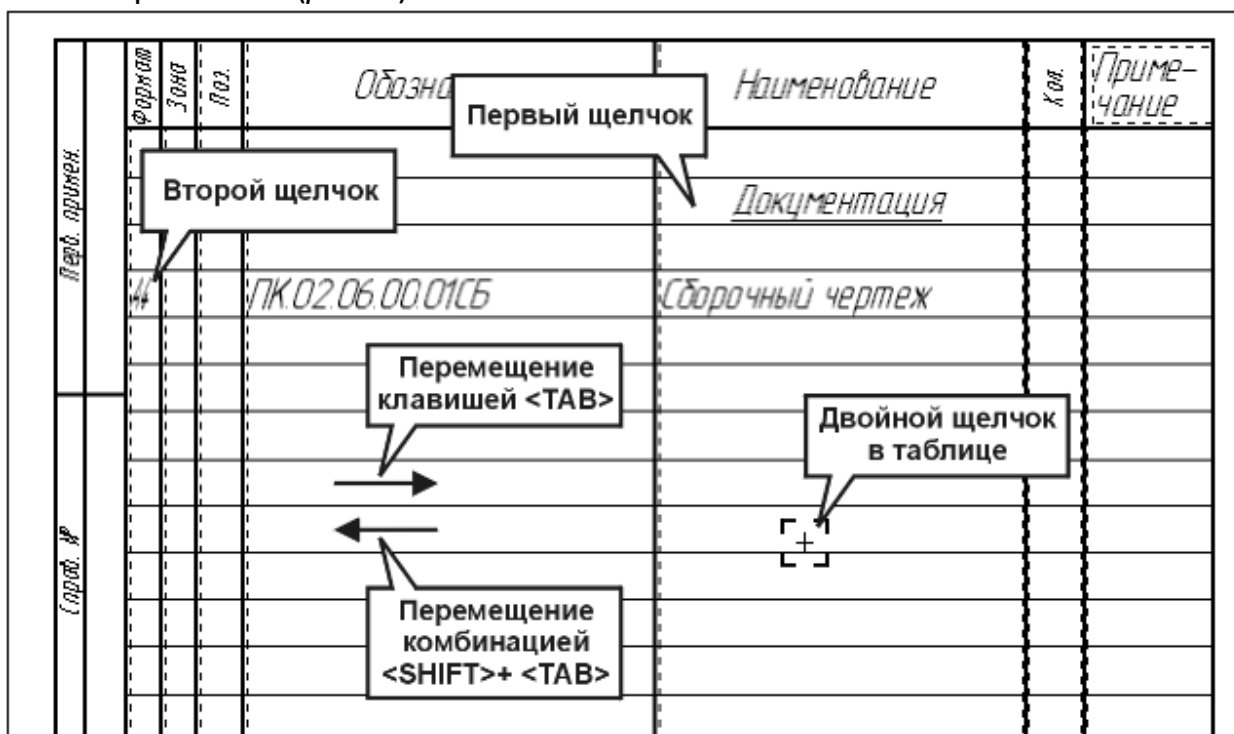 Формат
Зона
Поз.
Обозна
Наименование
Кол.
Приме-
чание
Первый щелчок
Перв. примен.
Второй щелчок
Документация
А4
ПК.02.06.00.01СБ
Сборочный чертеж
Перемещение
клавишей <TAB>
Двойной щелчок
в таблице
Справ. №
Перемещение
комбинацией
<SHIFT>+ <TAB>